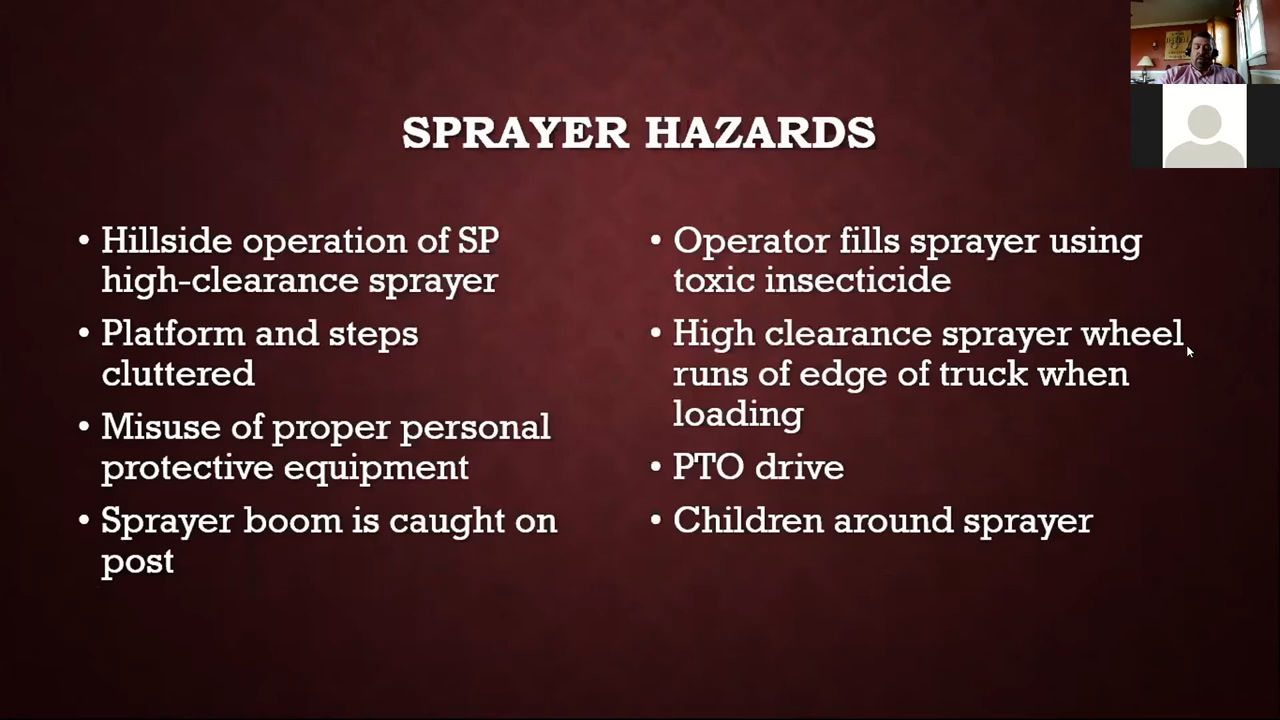 SPRAYER HAZARDS
• Hillside operation of SP
high-clearance sprayer
• Platform and steps
cluttered
• Misuse of proper personal
protective equipment
• Sprayer boom is caught on
post
• Operator fills sprayer using
toxic insecticide
• High clearance sprayer wheel
runs of edge of truck when
loading
• PTO drive
• Children around sprayer